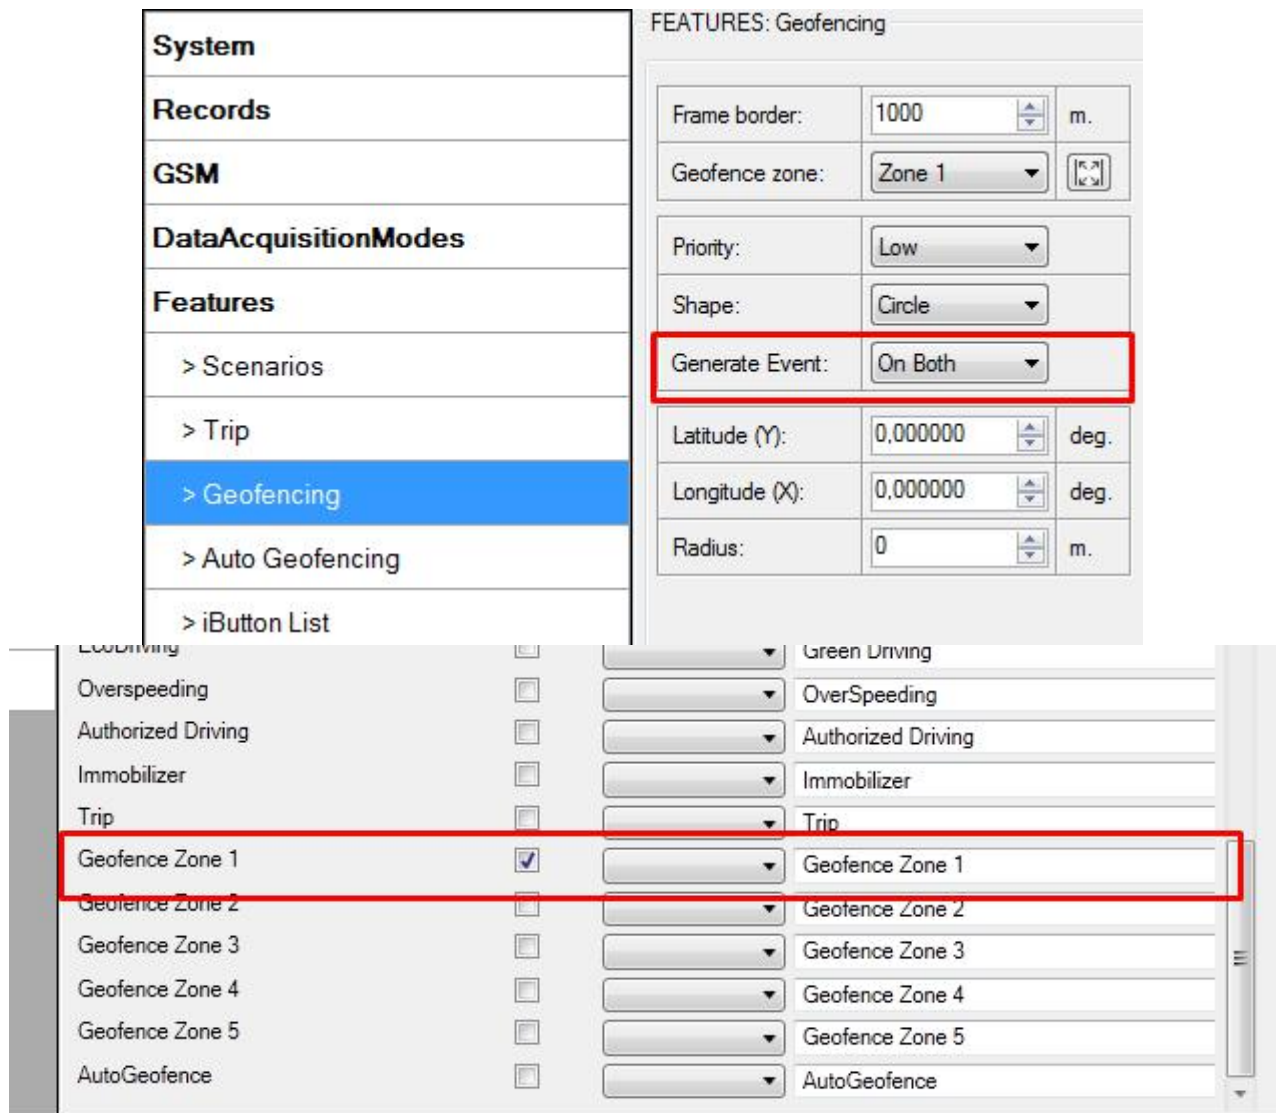 System
Records
GSM
DataAcquisitionModes
Features
> Scenarios
> Trip
> Geofencing
> Auto Geofencing
> iButton List
FEATURES: Geofencing
Frame border: 1000 m.
Geofence zone: Zone 1
Priority: Low
Shape: Circle
Generate Event: On Both
Latitude (Y): 0,000000 deg.
Longitude (X): 0,000000 deg.
Radius: 0 m.
EcoDriving Green Driving
Overspeeding OverSpeeding
Authorized Driving Authorized Driving
Immobilizer Immobilizer
Trip Trip
Geofence Zone 1 Geofence Zone 1
Geofence Zone 2 Geofence Zone 2
Geofence Zone 3 Geofence Zone 3
Geofence Zone 4 Geofence Zone 4
Geofence Zone 5 Geofence Zone 5
AutoGeofence AutoGeofence